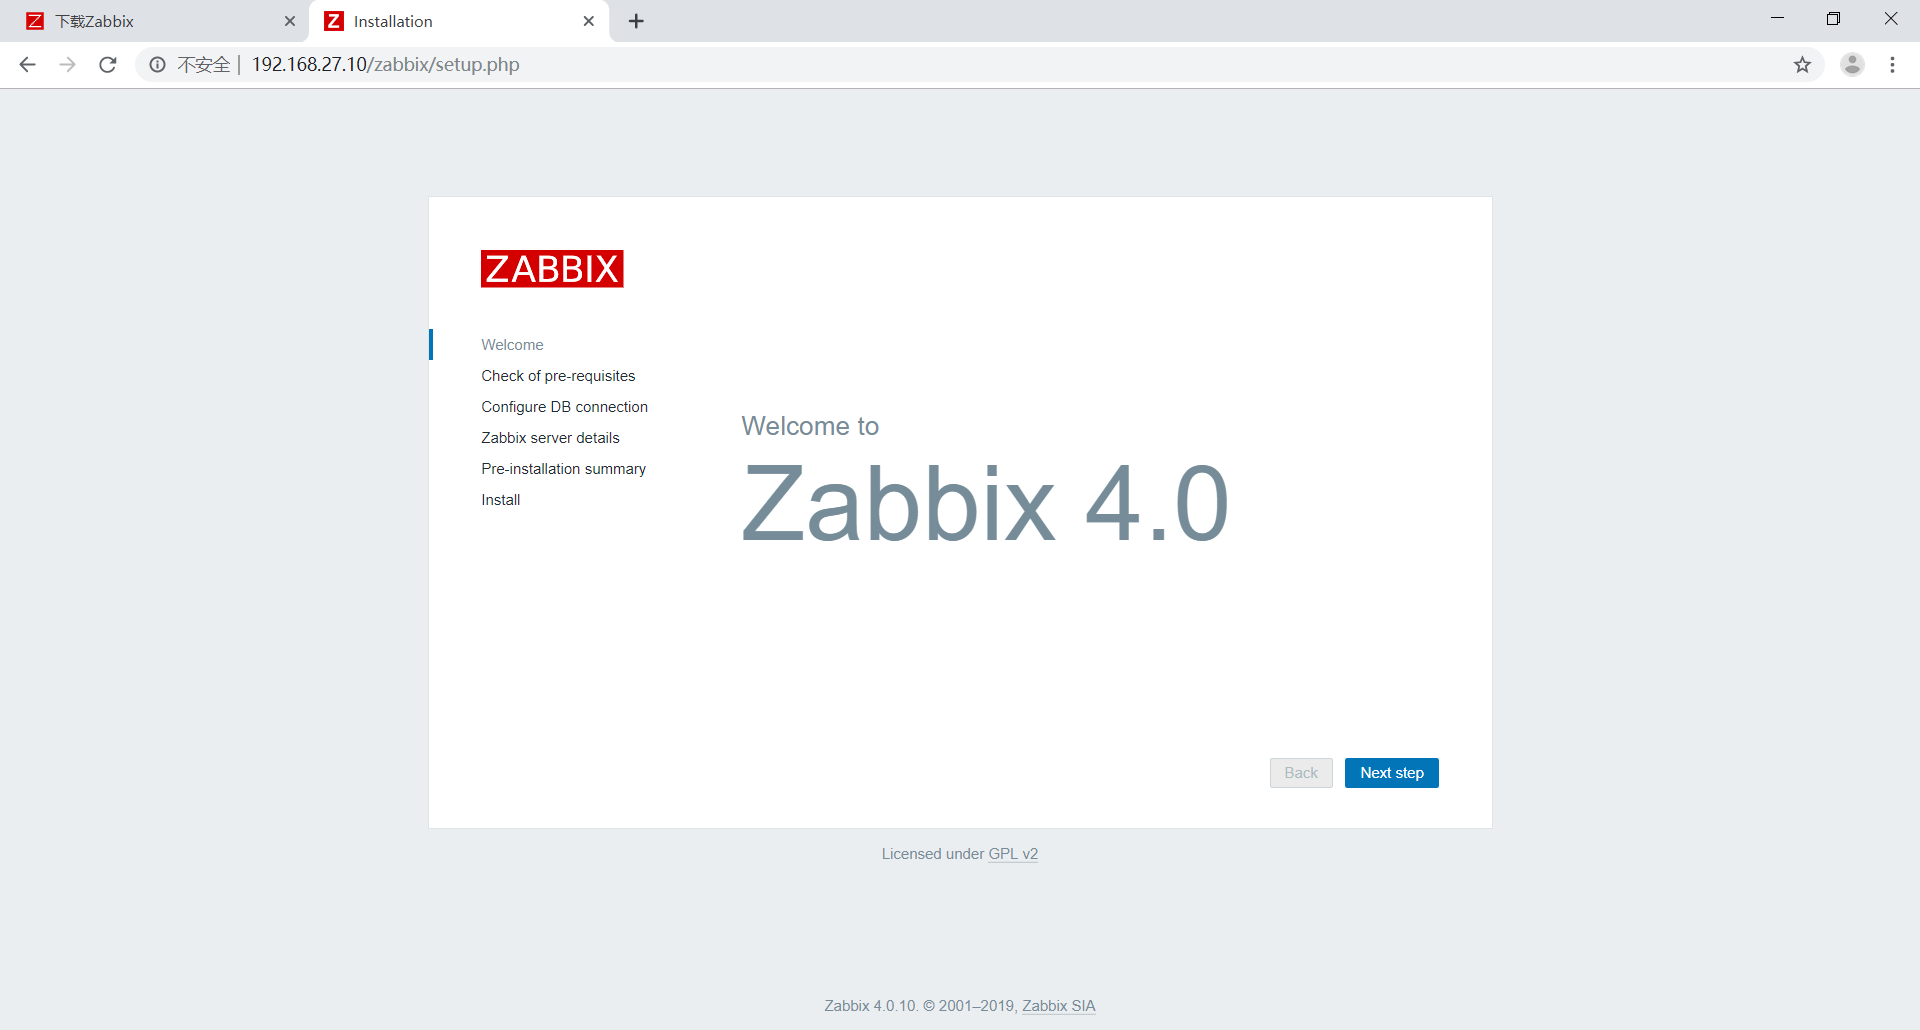 下载Zabbix
Installation
不安全 | 192.168.27.10/zabbix/setup.php
ZABBIX
Welcome
Check of pre-requisites
Configure DB connection
Zabbix server details
Pre-installation summary
Install
Welcome to
Zabbix 4.0
Back
Next step
Licensed under GPL v2
Zabbix 4.0.10. © 2001–2019, Zabbix SIA